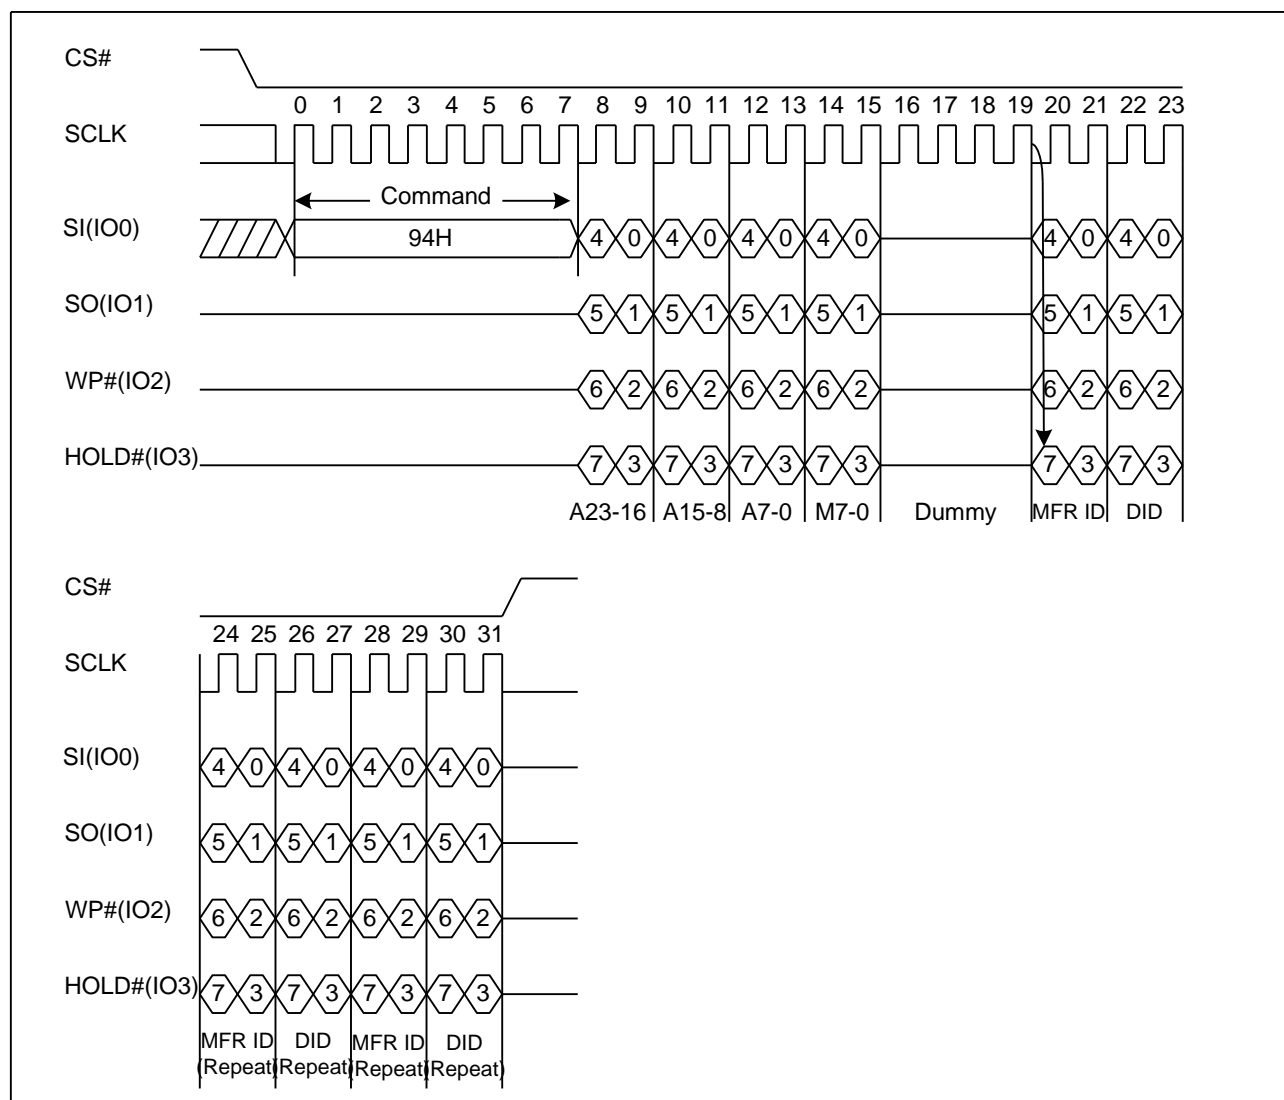 CS#
0 1 2 3 4 5 6 7 8 9 10 11 12 13 14 15 16 17 18 19 20 21 22 23
SCLK
Command
SI(IO0) 94H 4 0 4 0 4 0 4 0 4 0 4 0
SO(IO1) 5 1 5 1 5 1 5 1 5 1 5 1
WP#(IO2) 6 2 6 2 6 2 6 2 6 2 6 2
HOLD#(IO3) 7 3 7 3 7 3 7 3 7 3 7 3
A23-16 A15-8 A7-0 M7-0 Dummy MFR ID DID
CS#
24 25 26 27 28 29 30 31
SCLK
SI(IO0) 4 0 4 0 4 0 4 0
SO(IO1) 5 1 5 1 5 1 5 1
WP#(IO2) 6 2 6 2 6 2 6 2
HOLD#(IO3) 7 3 7 3 7 3 7 3
MFR ID DID MFR ID DID
(Repeat) (Repeat) (Repeat) (Repeat)